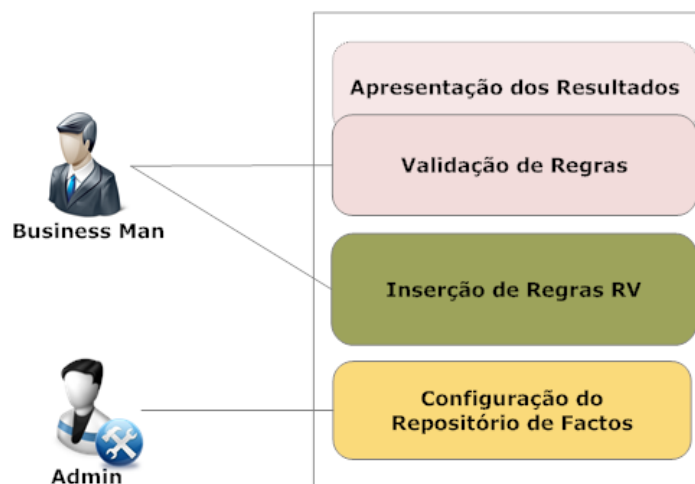 Apresentação dos Resultados
Validação de Regras
Business Man
Inserção de Regras RV
Configuração do
Repositório de Factos
Admin